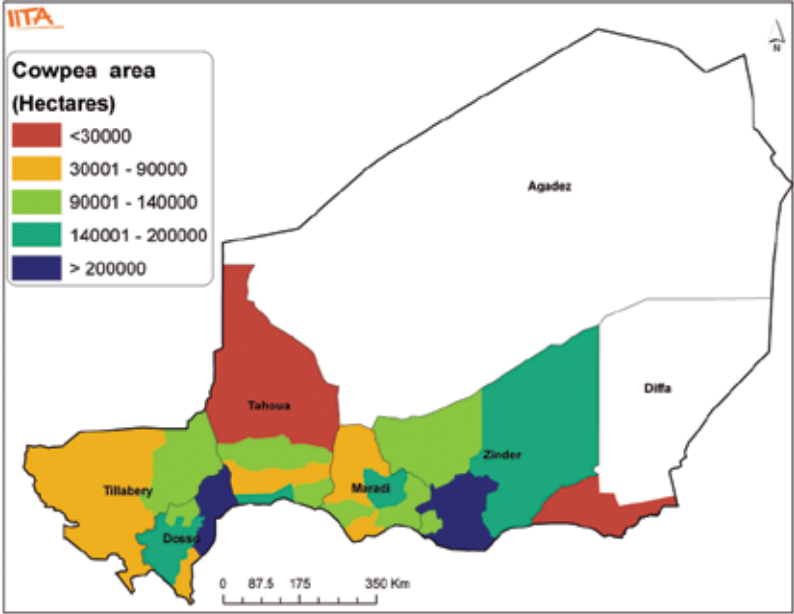 IITA
N
Cowpea area
(Hectares)
<30000
30001 - 90000
90001 - 140000
140001 - 200000
> 200000
Agadez
Diffa
Tahoua
Zinder
Maradi
Tillabery
Dosso
0 87.5 175 350 Km